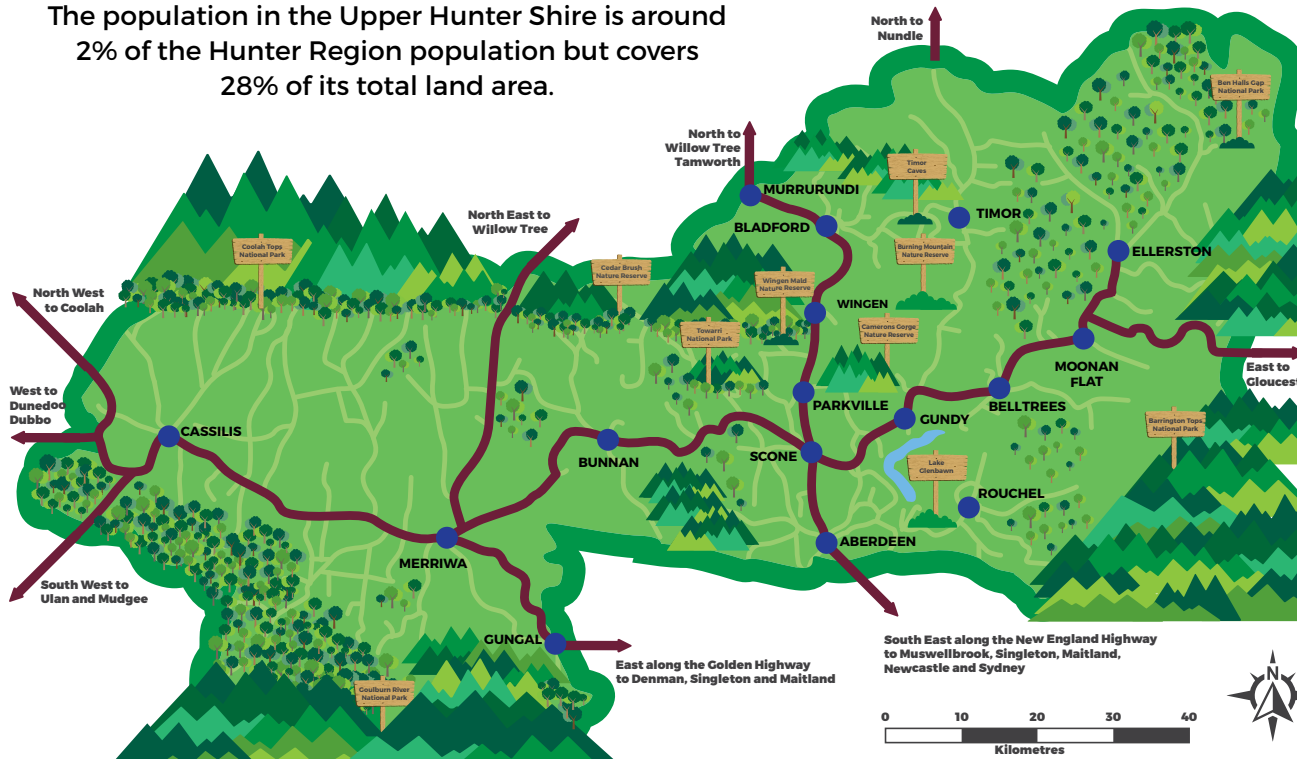 The population in the Upper Hunter Shire is around
2% of the Hunter Region population but covers
28% of its total land area.
North to
Nundle
Ben Halls Gap
National Park
North to
Willow Tree
Tamworth
Timor
Caves
MURRURUNDI
TIMOR
BLADFORD
North East to
Willow Tree
Coolah Tops
National Park
Burning Mountain
Nature Reserve
ELLERSTON
Cedar Brush
Nature Reserve
Wingen Maid
Nature Reserve
North West
to Coolah
WINGEN
Towarri
National Park
Camerons Gorge
Nature Reserve
MOONAN
FLAT
East to
Gloucest
West to
Dunedoo
Dubbo
PARKVILLE
BELLTREES
GUNDY
Barrington Tops
National Park
CASSILIS
BUNNAN
SCONE
Lake
Glenbawn
ROUCHEL
ABERDEEN
MERRIWA
South West to
Ulan and Mudgee
GUNGAL
East along the Golden Highway
to Denman, Singleton and Maitland
South East along the New England Highway
to Muswellbrook, Singleton, Maitland,
Newcastle and Sydney
Goulburn River
National Park
N
0 10 20 30 40
Kilometres